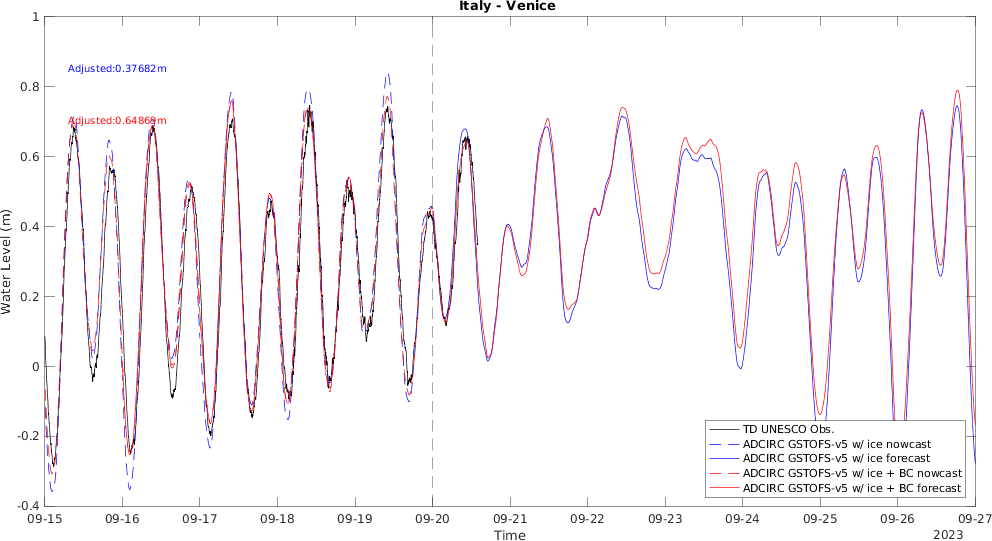 Italy - Venice
1
0.8
0.6
0.4
0.2
0
-0.2
-0.4
Water Level (m)
Adjusted:0.37682m
Adjusted:0.64869m
TD UNESCO Obs.
ADCIRC GSTOFS-v5 w/ ice nowcast
ADCIRC GSTOFS-v5 w/ ice forecast
ADCIRC GSTOFS-v5 w/ ice + BC nowcast
ADCIRC GSTOFS-v5 w/ ice + BC forecast
09-15 09-16 09-17 09-18 09-19 09-20 09-21 09-22 09-23 09-24 09-25 09-26 09-27
Time
2023